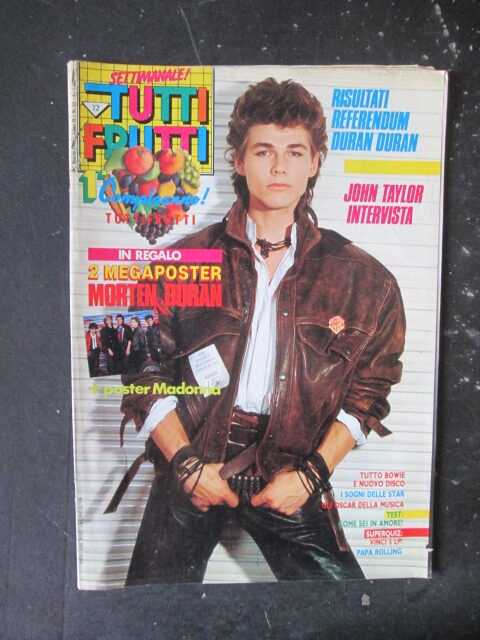 SETTIMANALE!
12
TUTTI
FRUTTI
1°
Compleanno!
TUTTIFRUTTI
IN REGALO
2 MEGAPOSTER
MORTEN DURAN
+ poster Madonna
RISULTATI
REFERENDUM
DURAN DURAN
JOHN TAYLOR
INTERVISTA
TUTTO BOWIE
E NUOVO DISCO
I SOGNI DELLE STAR
GLI OSCAR DELLA MUSICA
TEST:
COME SEI IN AMORE!
SUPERQUIZ:
VINCI 5 LP!
PAPÀ ROLLING